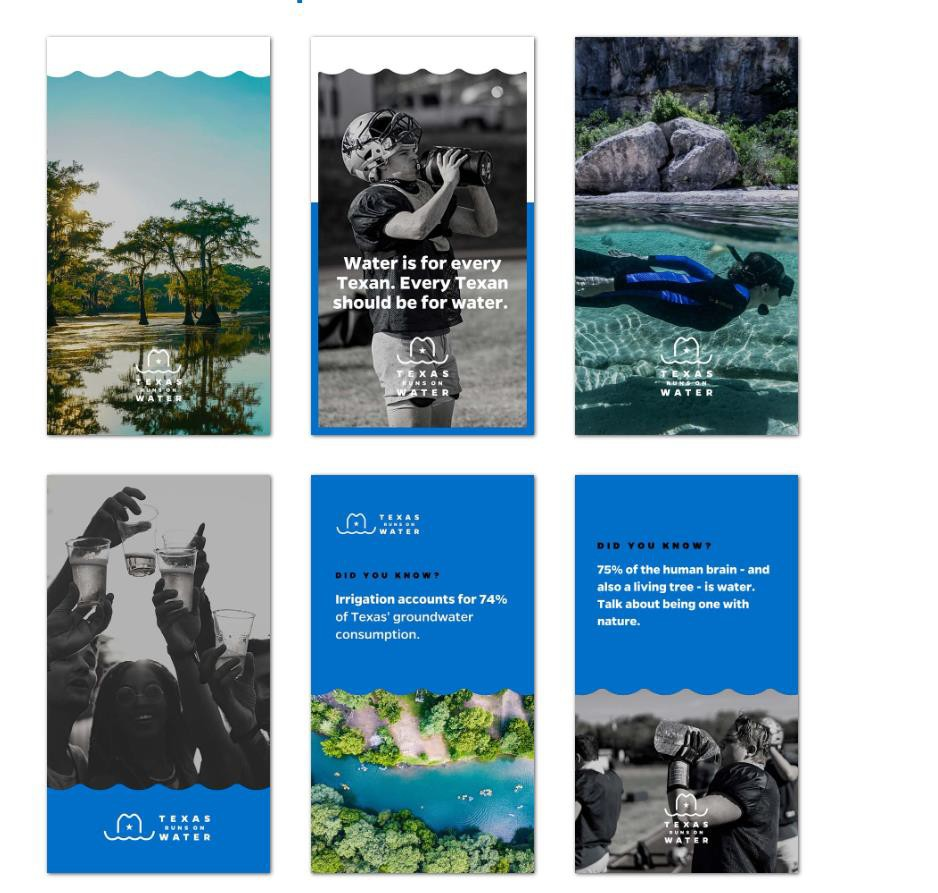 TEXAS
RUNS ON
WATER
Water is for every
Texan. Every Texan
should be for water.
TEXAS
RUNS ON
WATER
TEXAS
RUNS ON
WATER
TEXAS
RUNS ON
WATER
TEXAS
RUNS ON
WATER
DID YOU KNOW?
Irrigation accounts for 74%
of Texas' groundwater
consumption.
DID YOU KNOW?
75% of the human brain - and
also a living tree - is water.
Talk about being one with
nature.
TEXAS
RUNS ON
WATER